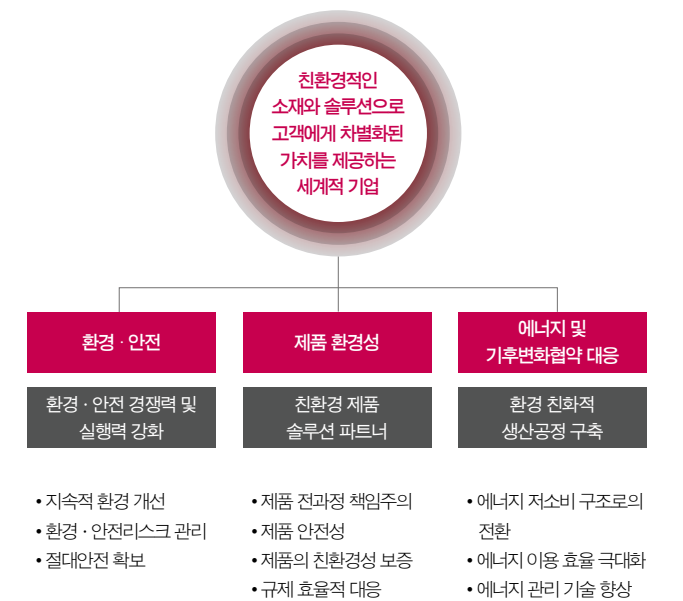 친환경적인
소재와 솔루션으로
고객에게 차별화된
가치를 제공하는
세계적 기업
환경 · 안전
제품 환경성
에너지 및
기후변화협약 대응
환경 · 안전 경쟁력 및
실행력 강화
친환경 제품
솔루션 파트너
환경 친화적
생산공정 구축
• 지속적 환경 개선
• 환경 · 안전리스크 관리
• 절대안전 확보
• 제품 전과정 책임주의
• 제품 안전성
• 제품의 친환경성 보증
• 규제 효율적 대응
• 에너지 저소비 구조로의
전환
• 에너지 이용 효율 극대화
• 에너지 관리 기술 향상